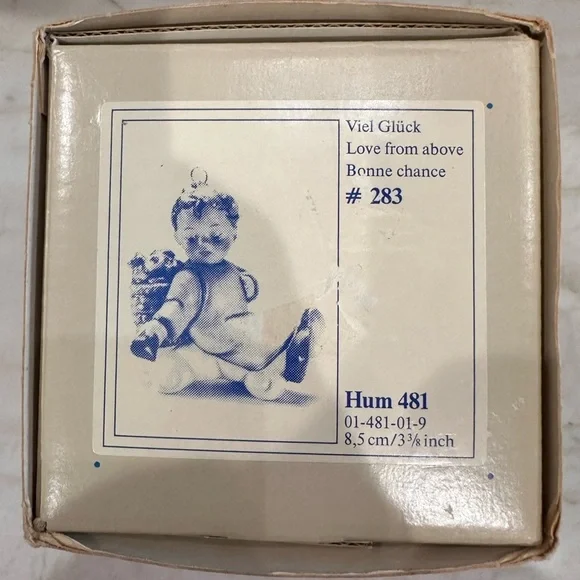 Viel Glück
Love from above
Bonne chance
# 283
Hum 481
01-481-01-9
8,5 cm/3⅜ inch